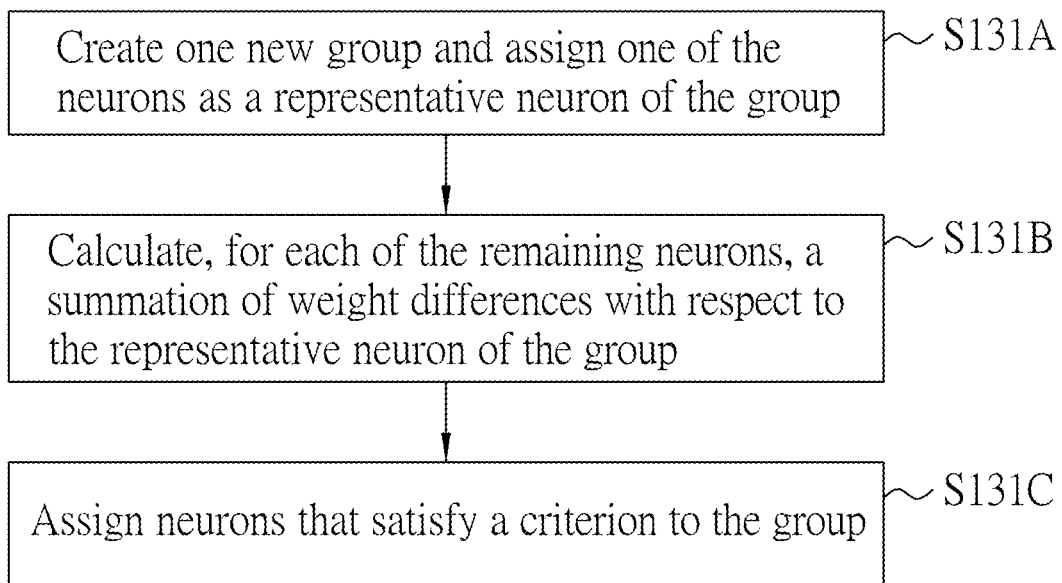 Create one new group and assign one of the
neurons as a representative neuron of the group
S131A
Calculate, for each of the remaining neurons, a
summation of weight differences with respect to
the representative neuron of the group
S131B
Assign neurons that satisfy a criterion to the group
S131C